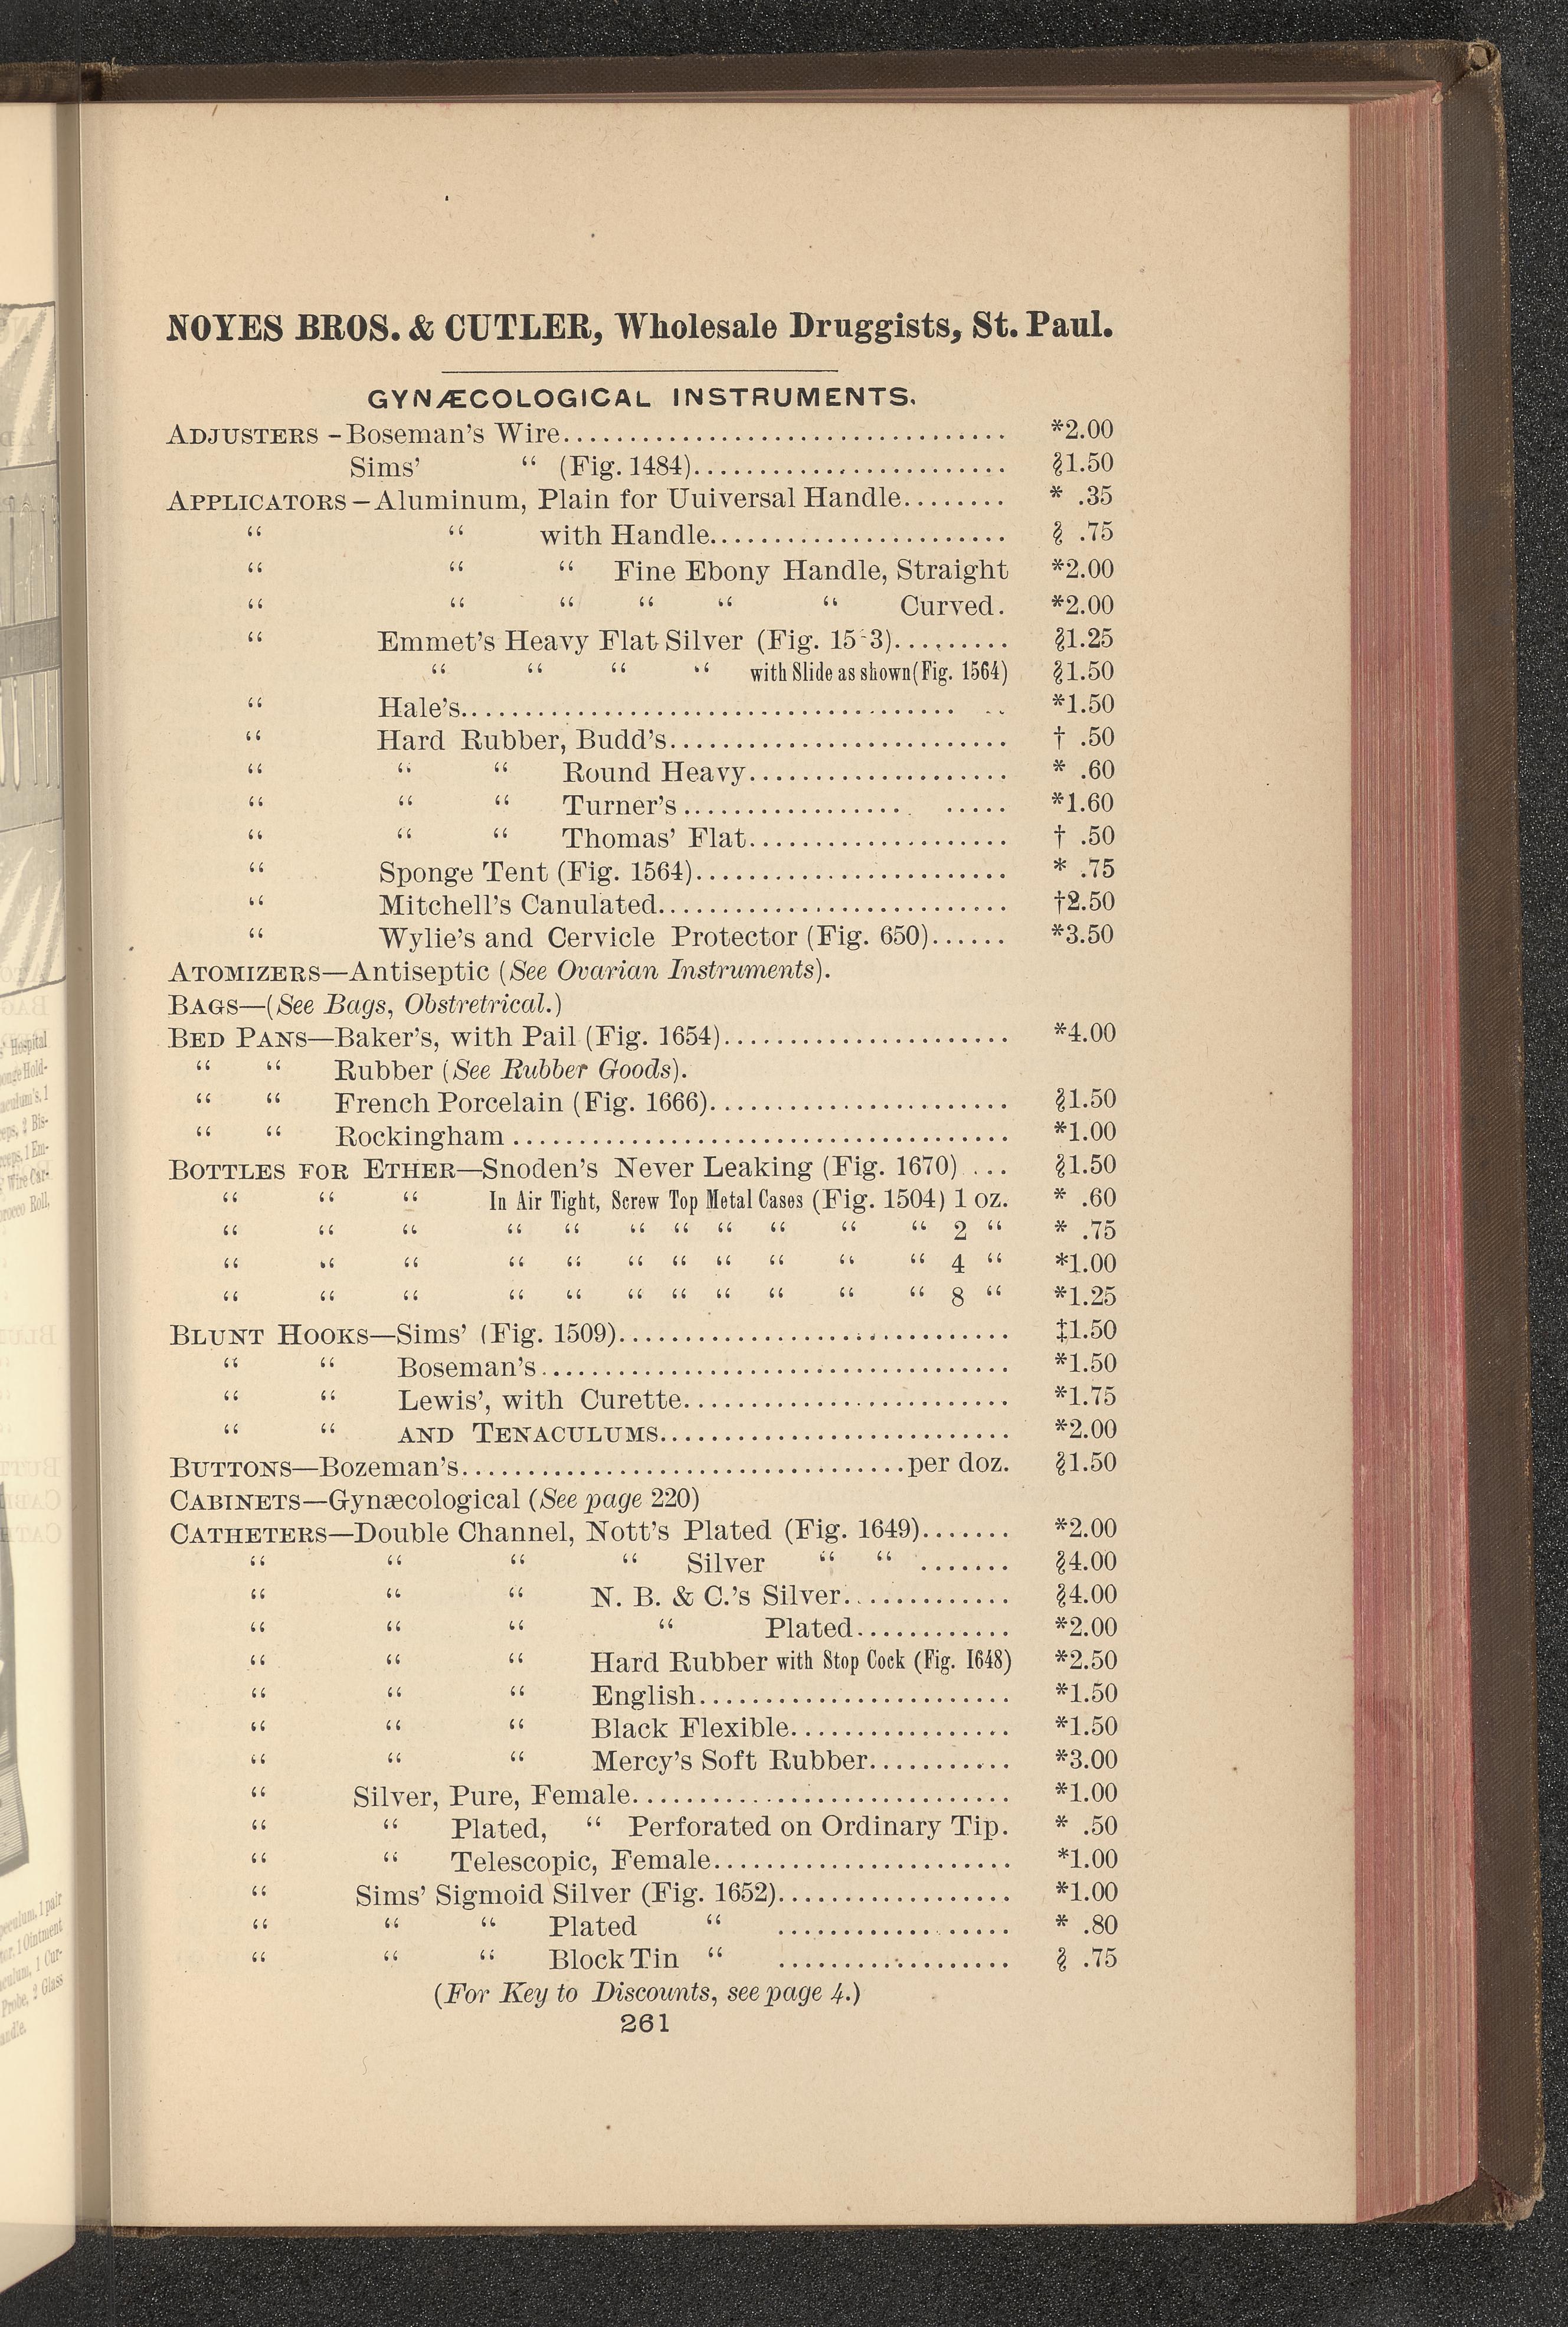 NOYES BROS. & CUTLER, Wholesale Druggists, St. Paul.
GYNÆCOLOGICAL INSTRUMENTS.
ADJUSTERS - Boseman's Wire.................................. *2.00
Sims' “ (Fig. 1484)........................ §1.50
APPLICATORS - Aluminum, Plain for Uuiversal Handle........ * .35
“ “ with Handle....................... § .75
“ “ “ Fine Ebony Handle, Straight *2.00
“ “ “ “ “ “ Curved. *2.00
“ Emmet's Heavy Flat Silver (Fig. 15 3)......... §1.25
“ “ “ “ with Slide as shown (Fig. 1564) §1.50
“ Hale's...................................... .. *1.50
“ Hard Rubber, Budd's.......................... † .50
“ “ “ Round Heavy.................... * .60
“ “ “ Turner's.................. ..... *1.60
“ “ “ Thomas' Flat.................... † .50
“ Sponge Tent (Fig. 1564)........................ * .75
“ Mitchell's Canulated........................... †2.50
“ Wylie's and Cervicle Protector (Fig. 650)...... *3.50
ATOMIZERS—Antiseptic (See Ovarian Instruments).
BAGS—(See Bags, Obstretrical.)
BED PANS—Baker's, with Pail (Fig. 1654)...................... *4.00
“ “ Rubber (See Rubber Goods).
“ “ French Porcelain (Fig. 1666)....................... §1.50
“ “ Rockingham...................................... *1.00
BOTTLES FOR ETHER—Snoden's Never Leaking (Fig. 1670) ... §1.50
“ “ “ In Air Tight, Screw Top Metal Cases (Fig. 1504) 1 oz. * .60
“ “ “ “ “ “ “ “ “ “ “ 2 “ * .75
“ “ “ “ “ “ “ “ “ “ “ 4 “ *1.00
“ “ “ “ “ “ “ “ “ “ “ 8 “ *1.25
BLUNT HOOKS—Sims' (Fig. 1509).............................. ‡1.50
“ “ Boseman's................................... *1.50
“ “ Lewis', with Curette......................... *1.75
“ “ AND TENACULUMS........................... *2.00
BUTTONS—Bozeman's..................................per doz. §1.50
CABINETS—Gynæcological (See page 220)
CATHETERS—Double Channel, Nott's Plated (Fig. 1649)....... *2.00
“ “ “ “ Silver “ “ ....... §4.00
“ “ “ N. B. & C.'s Silver............. §4.00
“ “ “ “ Plated............ *2.00
“ “ “ Hard Rubber with Stop Cock (Fig. 1648) *2.50
“ “ “ English........................ *1.50
“ “ “ Black Flexible................. *1.50
“ “ “ Mercy's Soft Rubber........... *3.00
“ Silver, Pure, Female............................. *1.00
“ “ Plated, “ Perforated on Ordinary Tip. * .50
“ “ Telescopic, Female....................... *1.00
“ Sims' Sigmoid Silver (Fig. 1652).................. *1.00
“ “ “ Plated “ .................. * .80
“ “ “ Block Tin “ .................. § .75
(For Key to Discounts, see page 4.)
261